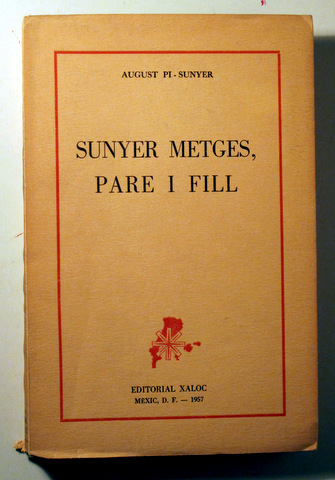 AUGUST PI - SUNYER
SUNYER METGES,
PARE I FILL
EDITORIAL XALOC
MEXIC, D. F. — 1957